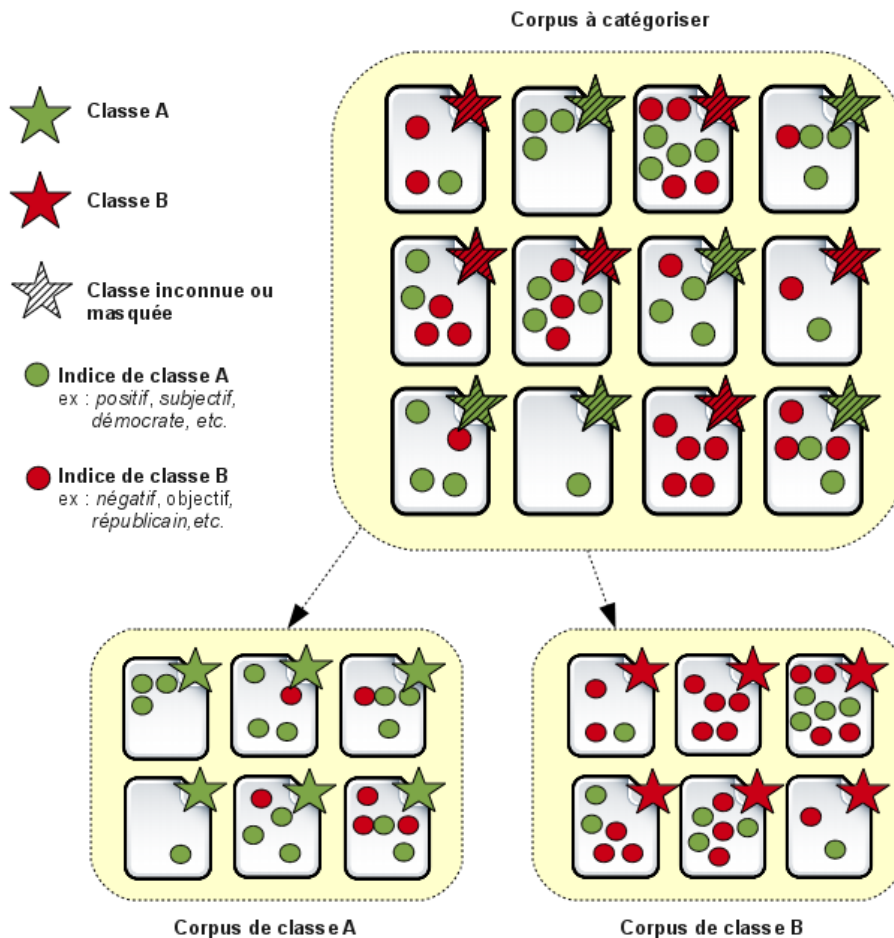 Corpus à catégoriser
Classe A
Classe B
Classe inconnue ou
masquée
Indice de classe A
ex : positif, subjectif,
démocrate, etc.
Indice de classe B
ex : négatif, objectif,
républicain,etc.
Corpus de classe A
Corpus de classe B